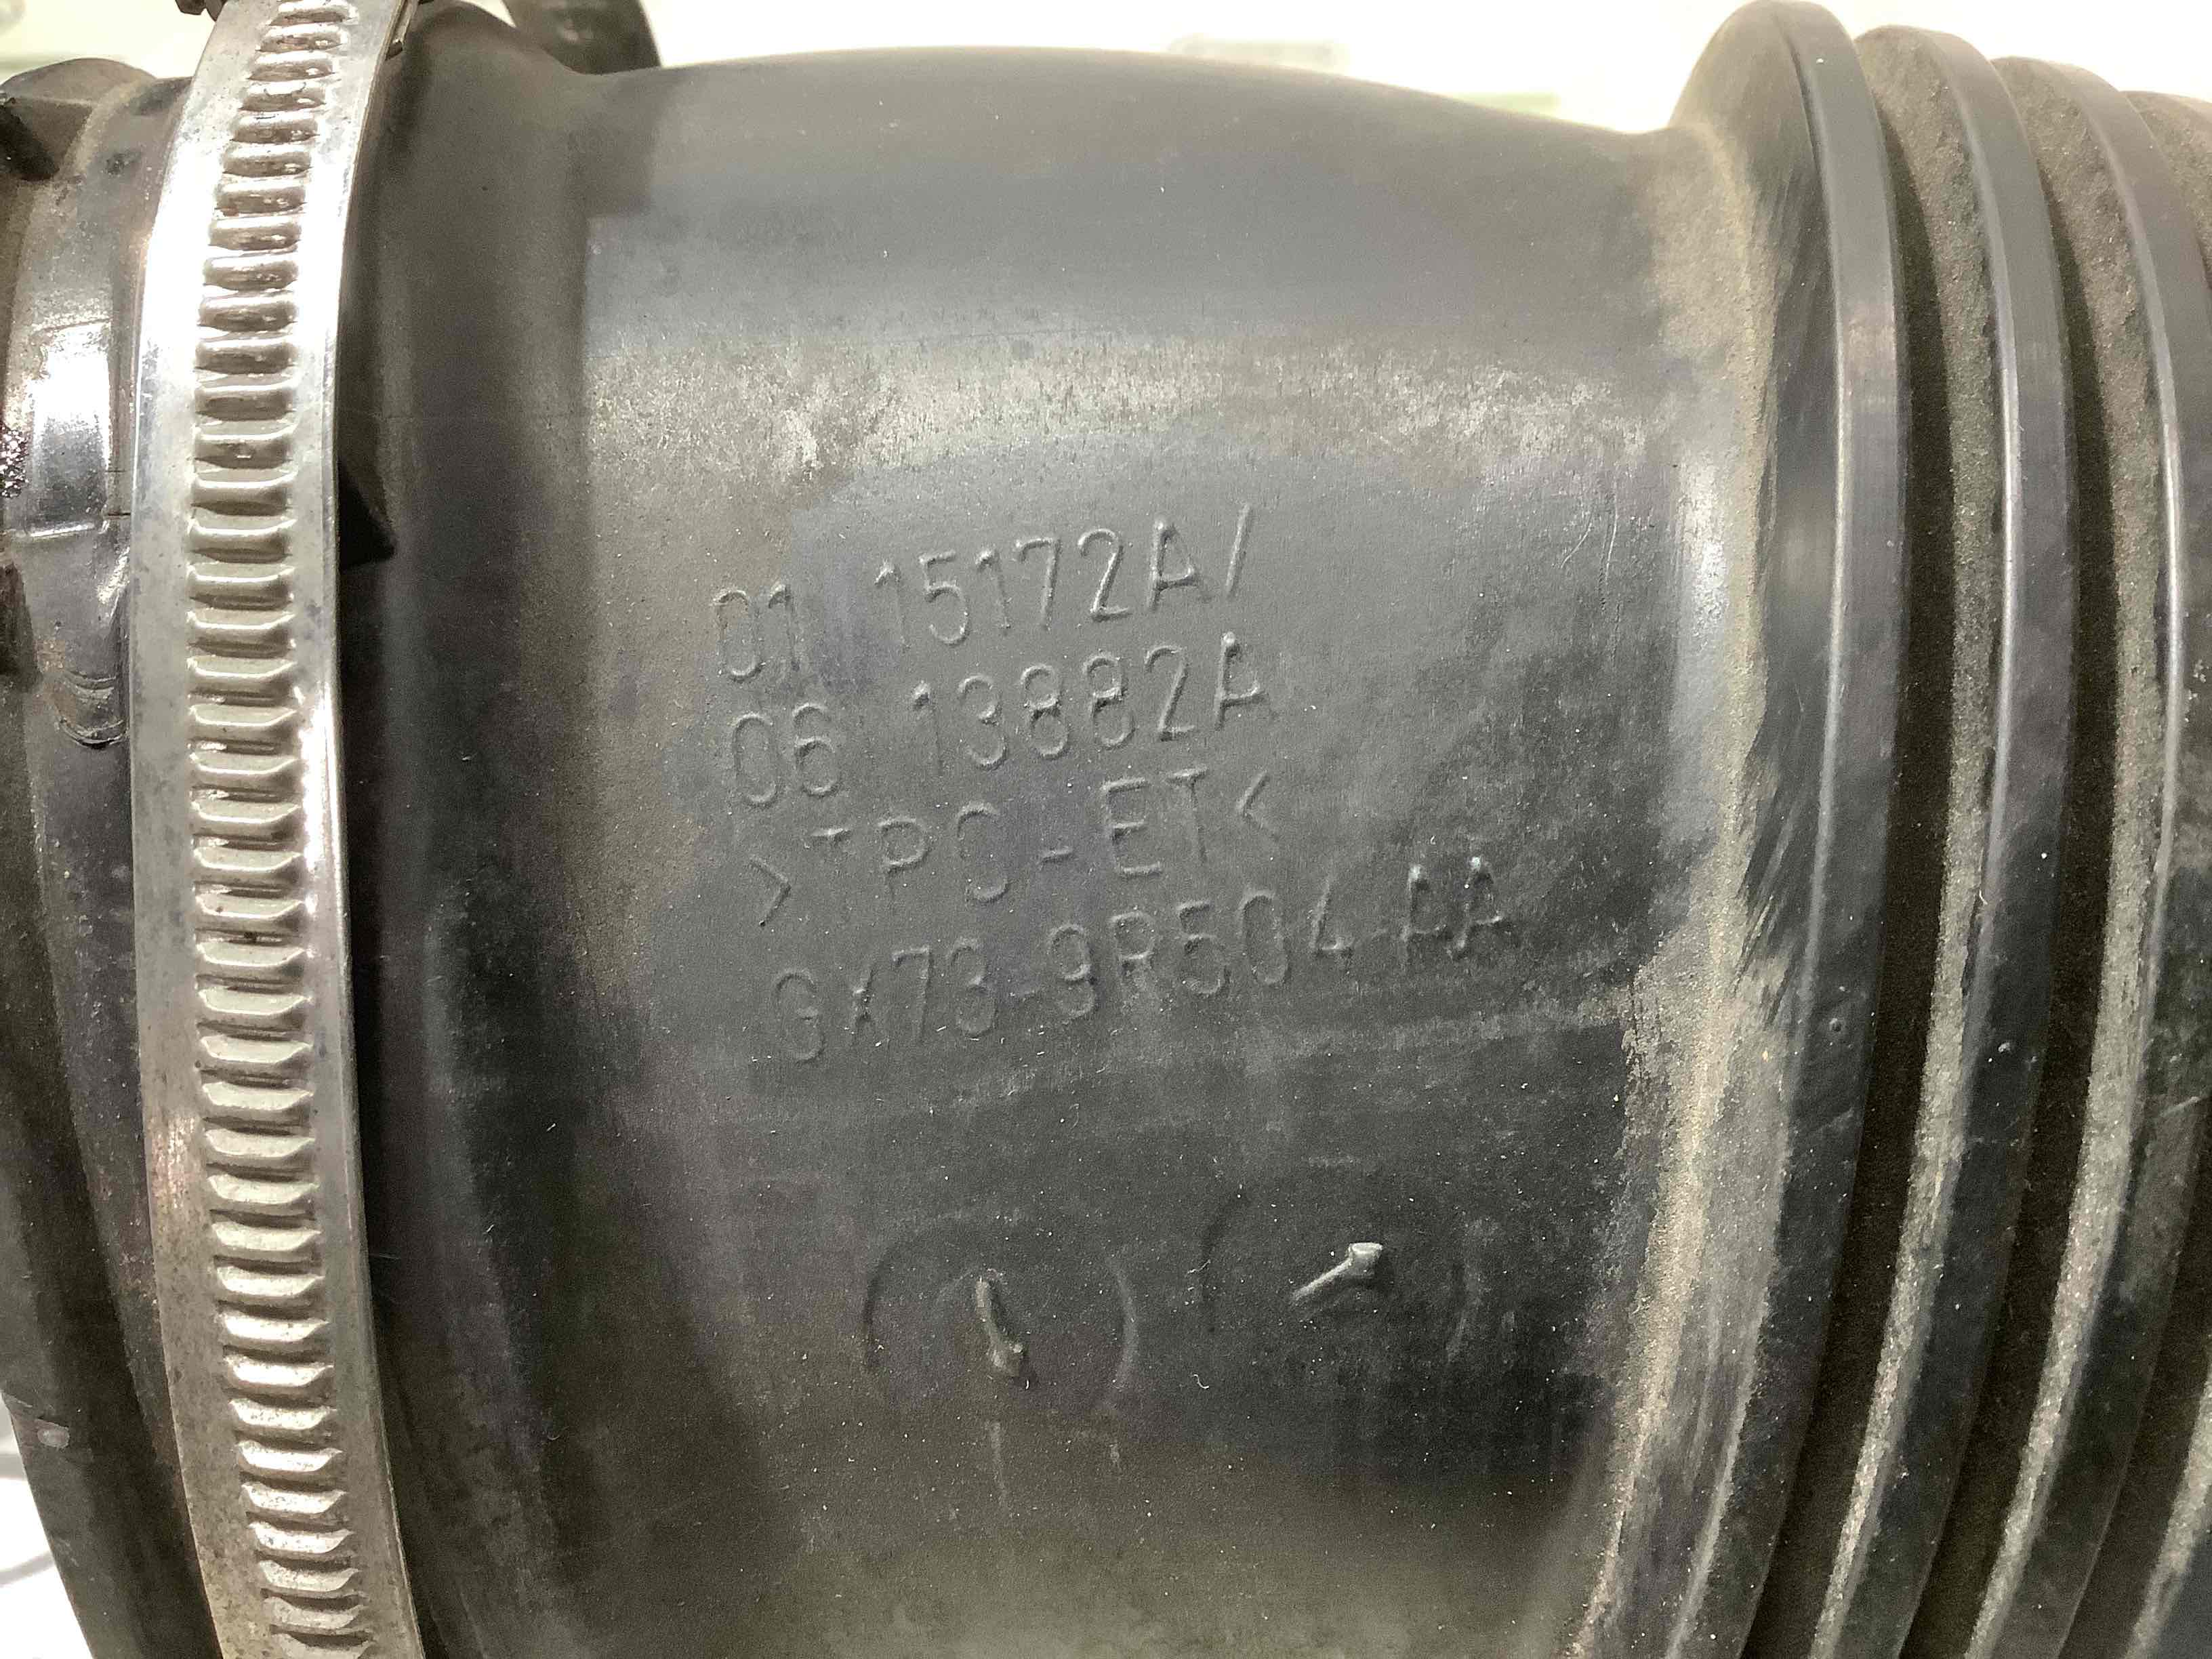 01 15172A/
06 13882A
>TPC-ET<
GX73-9R504-AA